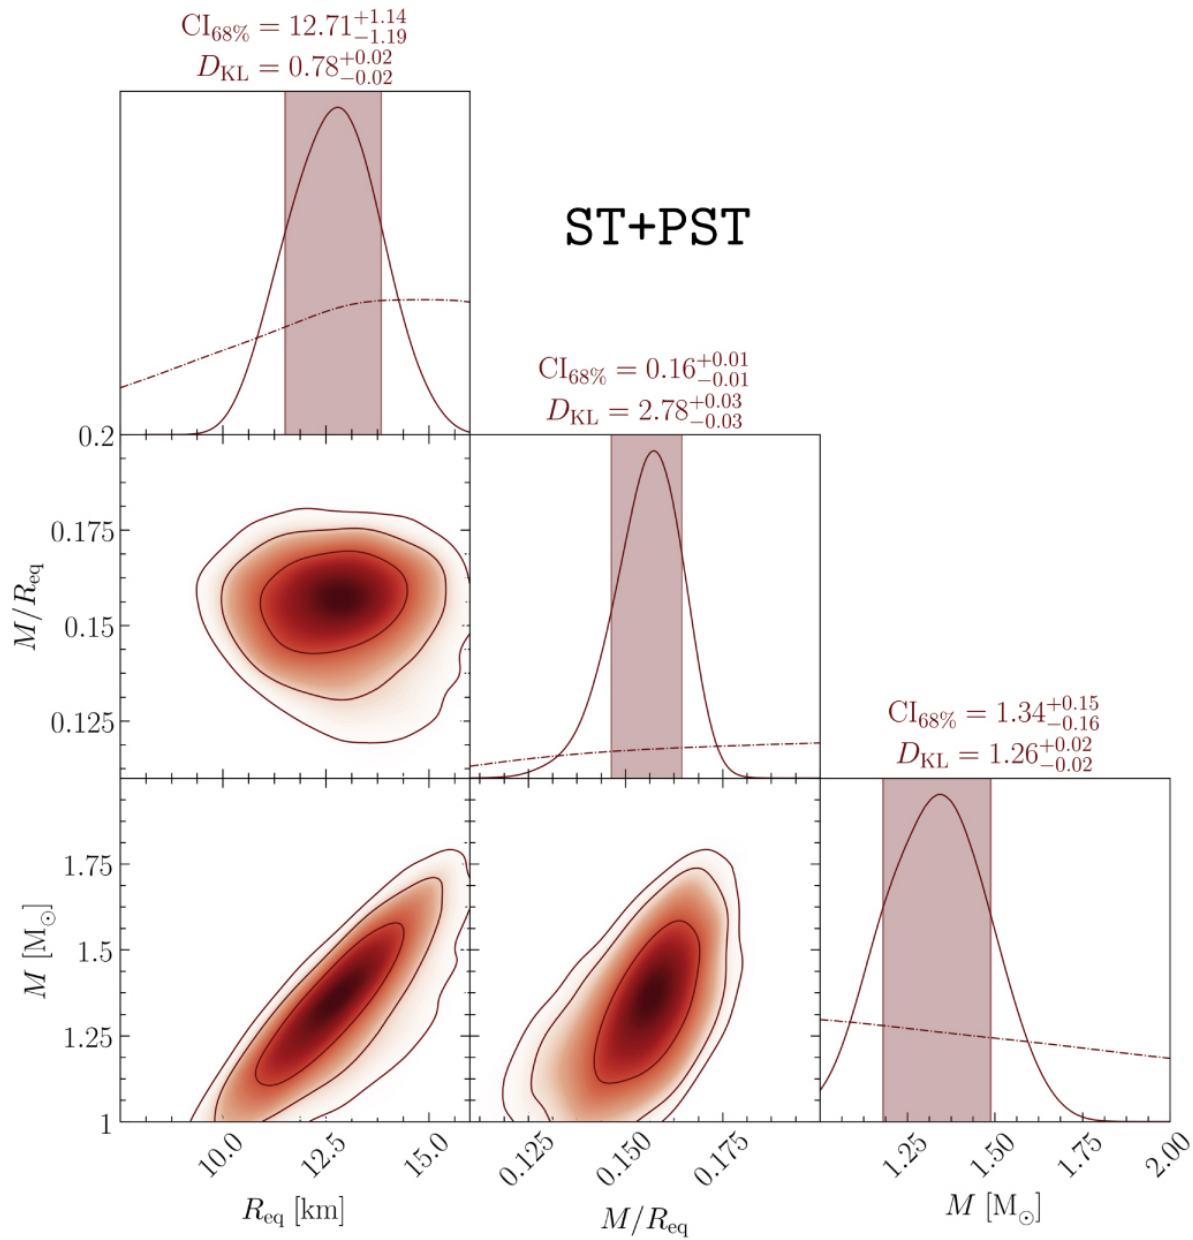 CI68% = 12.71+1.14−1.19
DKL = 0.78+0.02−0.02
ST+PST
CI68% = 0.16+0.01−0.01
DKL = 2.78+0.03−0.03
0.2
0.175
0.15
0.125
M/Req
CI68% = 1.34+0.15−0.16
DKL = 1.26+0.02−0.02
1.75
1.5
1.25
1
M [M⊙]
10.0 12.5 15.0
0.125 0.150 0.175
1.25 1.50 1.75 2.00
Req [km]
M/Req
M [M⊙]